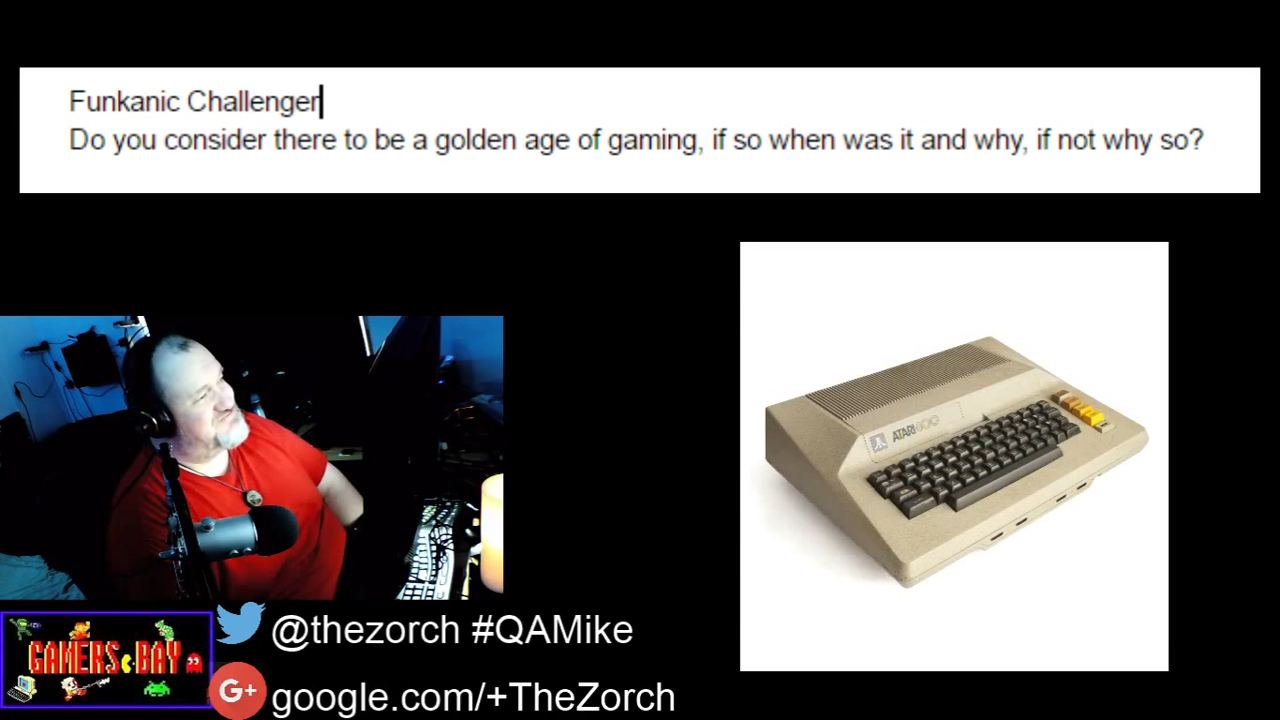 Funkanic Challenger
Do you consider there to be a golden age of gaming, if so when was it and why, if not why so?
ATARI 800
GAMERS BAY
@thezorch #QAMike
G+
google.com/+TheZorch